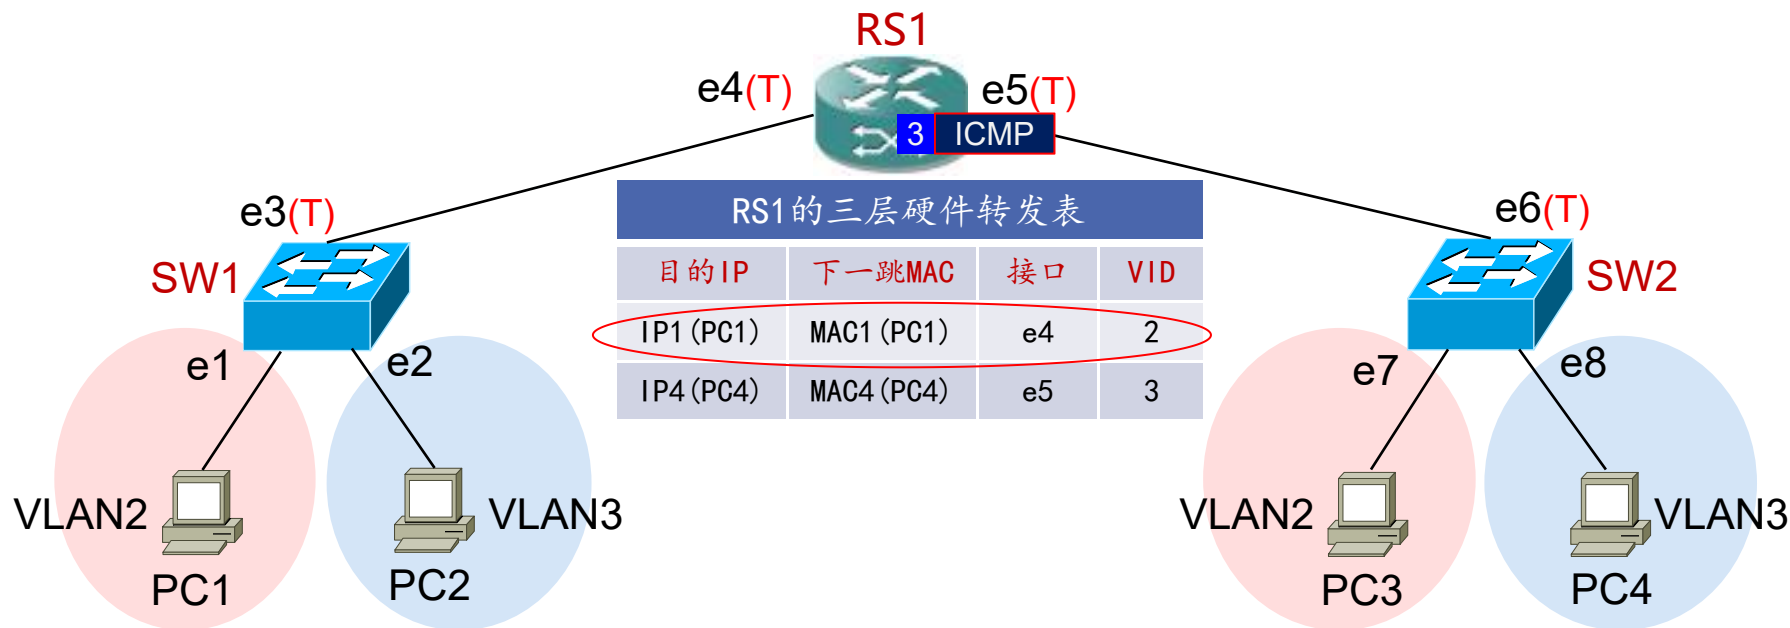 RS1
e4(T)
e5(T)
3 ICMP
e3(T)
e6(T)
SW1
SW2
RS1的三层硬件转发表
目的IP 下一跳MAC 接口 VID
IP1(PC1) MAC1(PC1) e4 2
IP4(PC4) MAC4(PC4) e5 3
e1
e2
e7
e8
VLAN2
VLAN3
VLAN2
VLAN3
PC1
PC2
PC3
PC4